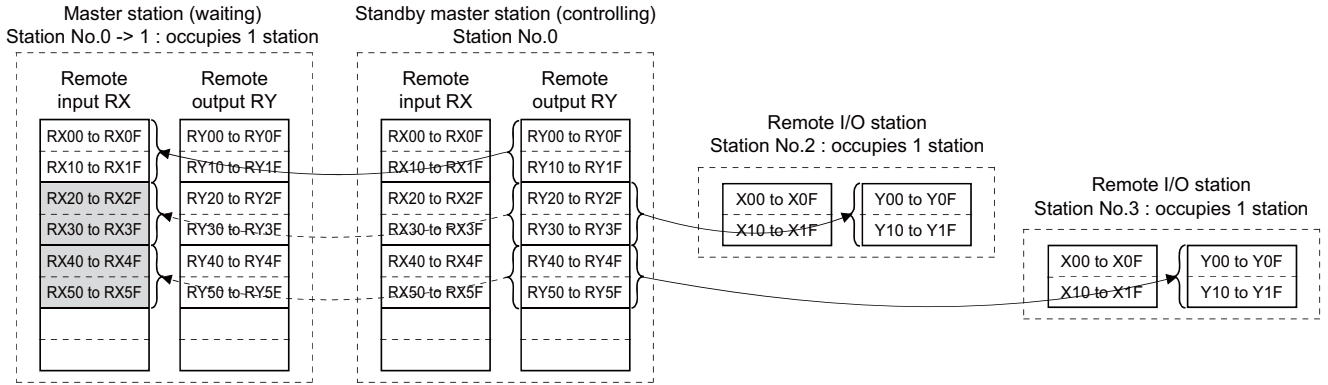 Master station (waiting)
Station No.0 -> 1 : occupies 1 station
Remote
input RX
Remote
output RY
RX00 to RX0F
RX10 to RX1F
RX20 to RX2F
RX30 to RX3F
RX40 to RX4F
RX50 to RX5F
RY00 to RY0F
RY10 to RY1F
RY20 to RY2F
RY30 to RY3F
RY40 to RY4F
RY50 to RY5F
Standby master station (controlling)
Station No.0
Remote
input RX
Remote
output RY
RX00 to RX0F
RX10 to RX1F
RX20 to RX2F
RX30 to RX3F
RX40 to RX4F
RX50 to RX5F
RY00 to RY0F
RY10 to RY1F
RY20 to RY2F
RY30 to RY3F
RY40 to RY4F
RY50 to RY5F
Remote I/O station
Station No.2 : occupies 1 station
X00 to X0F
X10 to X1F
Y00 to Y0F
Y10 to Y1F
Remote I/O station
Station No.3 : occupies 1 station
X00 to X0F
X10 to X1F
Y00 to Y0F
Y10 to Y1F